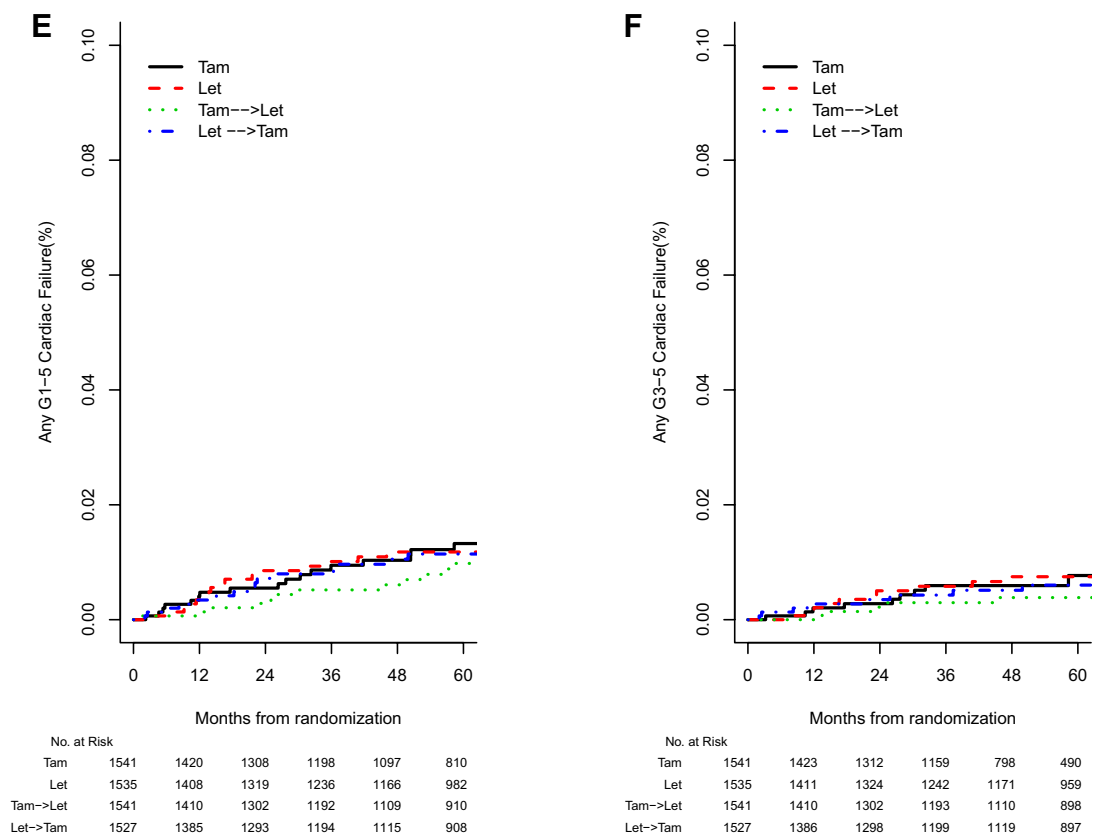 E
Tam
Let
Tam−−>Let
Let −−>Tam
Any G1−5 Cardiac Failure(%)
0.10
0.08
0.06
0.04
0.02
0.00
0 12 24 36 48 60
Months from randomization
No. at Risk
Tam 1541 1420 1308 1198 1097 810
Let 1535 1408 1319 1236 1166 982
Tam−>Let 1541 1410 1302 1192 1109 910
Let−>Tam 1527 1385 1293 1194 1115 908
F
Tam
Let
Tam−−>Let
Let −−>Tam
Any G3−5 Cardiac Failure(%)
0.10
0.08
0.06
0.04
0.02
0.00
0 12 24 36 48 60
Months from randomization
No. at Risk
Tam 1541 1423 1312 1159 798 490
Let 1535 1411 1324 1242 1171 959
Tam−>Let 1541 1410 1302 1193 1110 898
Let−>Tam 1527 1386 1298 1199 1119 897